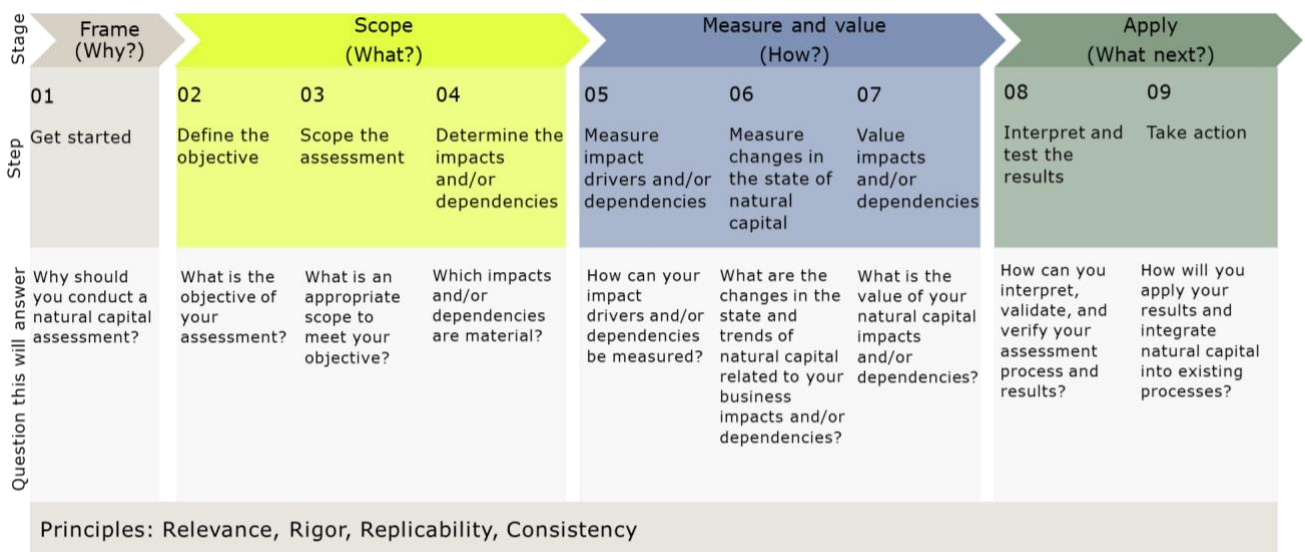 Stage
Frame
(Why?)
Scope
(What?)
Measure and value
(How?)
Apply
(What next?)
Step
01
Get started
02
Define the
objective
03
Scope the
assessment
04
Determine the
impacts
and/or
dependencies
05
Measure
impact
drivers and/or
dependencies
06
Measure
changes in
the state of
natural
capital
07
Value
impacts
and/or
dependencies
08
Interpret and
test the
results
09
Take action
Question this will answer
Why should
you conduct a
natural capital
assessment?
What is the
objective of
your
assessment?
What is an
appropriate
scope to
meet your
objective?
Which impacts
and/or
dependencies
are material?
How can your
impact
drivers and/or
dependencies
be measured?
What are the
changes in the
state and
trends of
natural capital
related to your
business
impacts and/or
dependencies?
What is the
value of your
natural capital
impacts
and/or
dependencies?
How can you
interpret,
validate, and
verify your
assessment
process and
results?
How will you
apply your
results and
integrate
natural capital
into existing
processes?
Principles: Relevance, Rigor, Replicability, Consistency